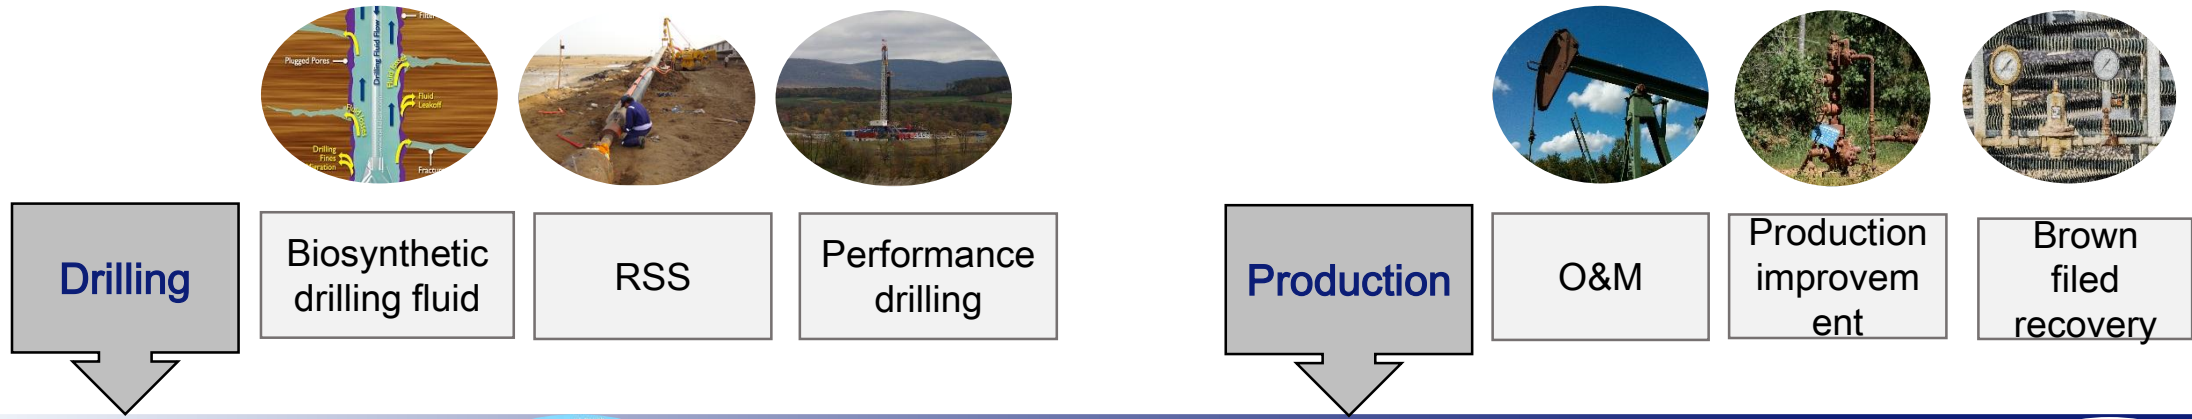 Filter
Drilling Fluid Flow
Plugged Pores
Fluid
Leakoff
Drilling
Fines
Drilling
Biosynthetic
drilling fluid
RSS
Performance
drilling
Production
O&M
Production
improvem
ent
Brown
filed
recovery